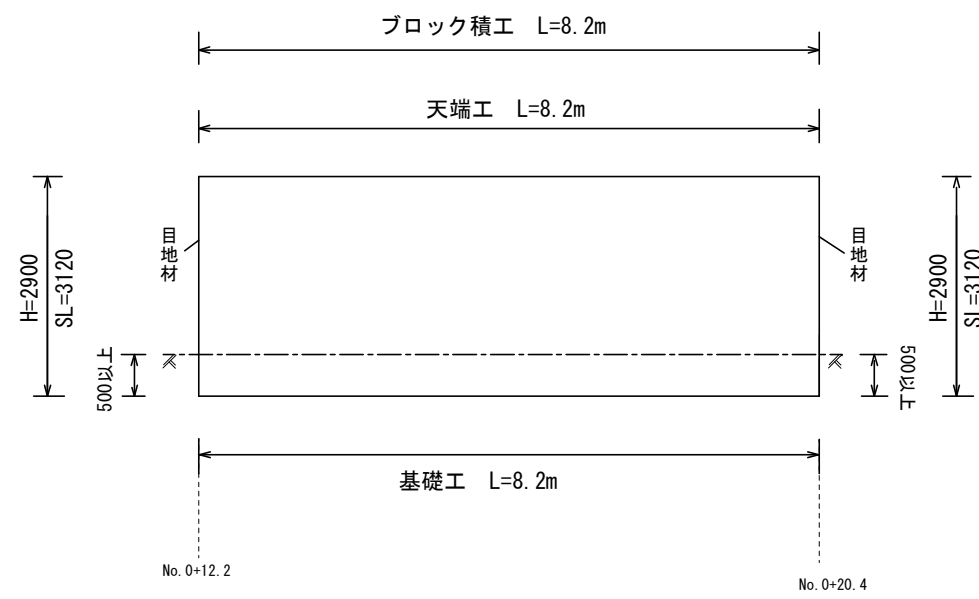 ブロック積工　L=8.2m
天端工　L=8.2m
目地材
目地材
H=2900
SL=3120
H=2900
SL=3120
500以上
500以上
基礎工　L=8.2m
No.0+12.2
No.0+20.4